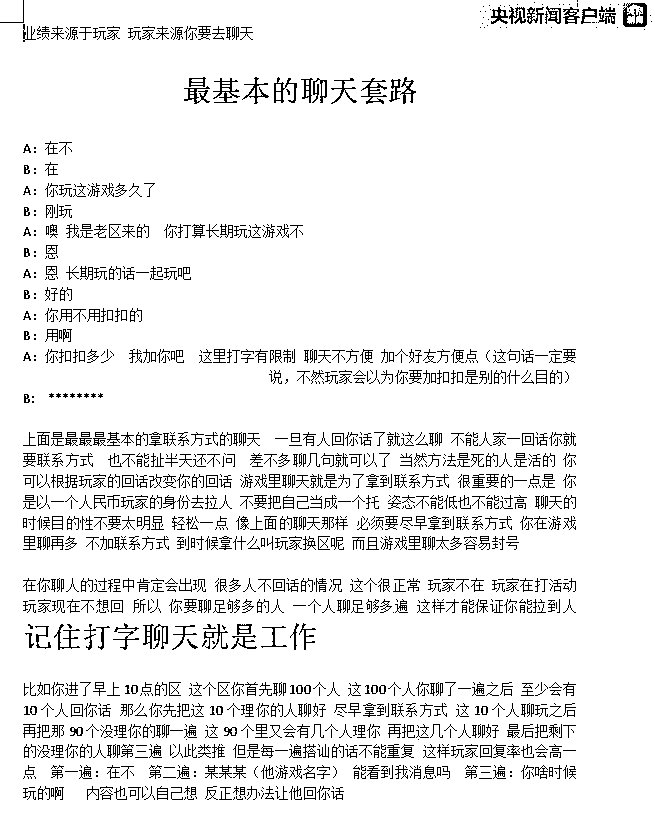 央视新闻客户端
业绩来源于玩家 玩家来源你要去聊天
最基本的聊天套路
A：在不
B：在
A：你玩这游戏多久了
B：刚玩
A：噢 我是老区来的 你打算长期玩这游戏不
B：恩
A：恩 长期玩的话一起玩吧
B：好的
A：你用不用扣扣的
B：用啊
A：你扣扣多少 我加你吧 这里打字有限制 聊天不方便 加个好友方便点（这句话一定要
说，不然玩家会以为你要加扣扣是别的什么目的）
B： ********
上面是最最最基本的拿联系方式的聊天 一旦有人回你话了就这么聊 不能人家一回话你就
要联系方式 也不能扯半天还不问 差不多聊几句就可以了 当然方法是死的人是活的 你
可以根据玩家的回话改变你的回话 游戏里聊天就是为了拿到联系方式 很重要的一点是 你
是以一个人民币玩家的身份去拉人 不要把自己当成一个托 姿态不能低也不能过高 聊天的
时候目的性不要太明显 轻松一点 像上面的聊天那样 必须要尽早拿到联系方式 你在游戏
里聊再多 不加联系方式 到时候拿什么叫玩家换区呢 而且游戏里聊太多容易封号
在你聊人的过程中肯定会出现 很多人不回话的情况 这个很正常 玩家不在 玩家在打活动
玩家现在不想回 所以 你要聊足够多的人 一个人聊足够多遍 这样才能保证你能拉到人
记住打字聊天就是工作
比如你进了早上 10 点的区 这个区你首先聊 100 个人 这 100 个人你聊了一遍之后 至少会有
10 个人回你话 那么你先把这 10 个理你的人聊好 尽早拿到联系方式 这 10 个人聊玩之后
再把那 90 个没理你的聊一遍 这 90 个里又会有几个人理你 再把这几个人聊好 最后把剩下
的没理你的人聊第三遍 以此类推 但是每一遍搭讪的话不能重复 这样玩家回复率也会高一
点 第一遍：在不 第二遍：某某某（他游戏名字） 能看到我消息吗 第三遍：你啥时候
玩的啊 内容也可以自己想 反正想办法让他回你话